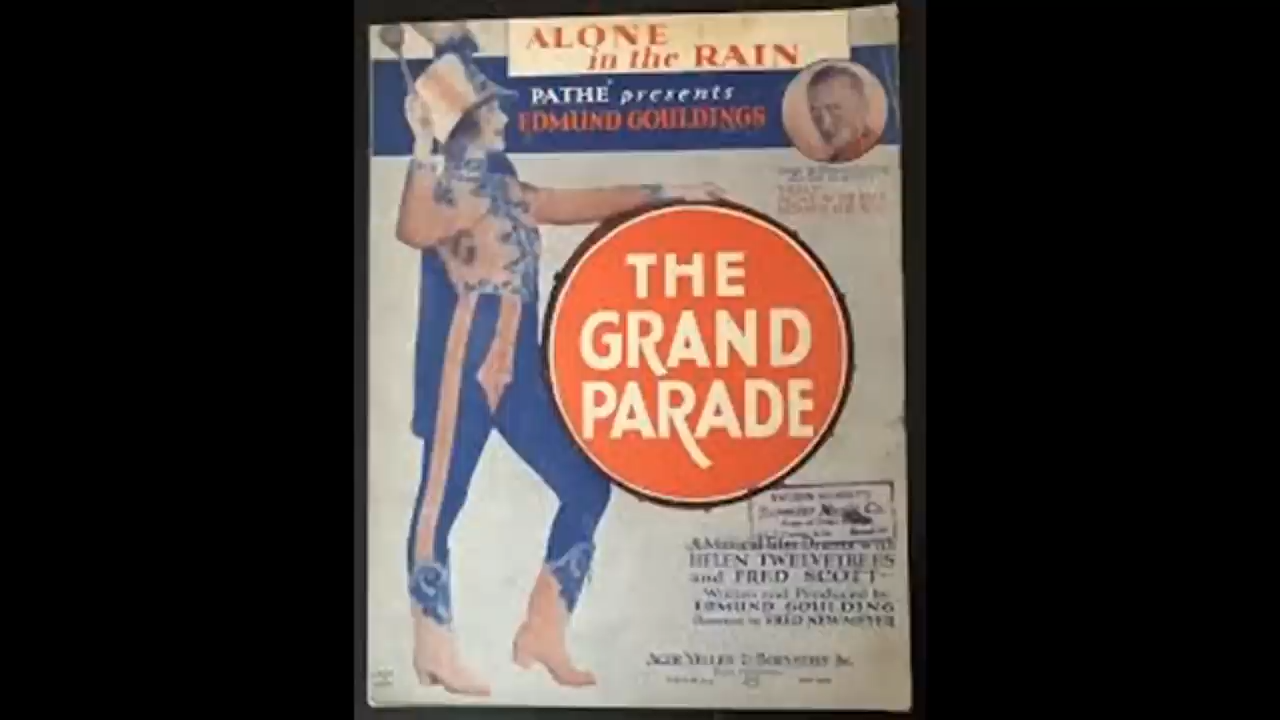 ALONE
in the RAIN
PATHE presents
EDMUND GOULDINGS
THE
GRAND
PARADE
A Musical Film Drama with
HELEN TWELVETREES
and FRED SCOTT
Written and Produced by
EDMUND GOULDING
Directed by FRED NEWMEYER
AGER, YELLEN & BORNSTEIN Inc.